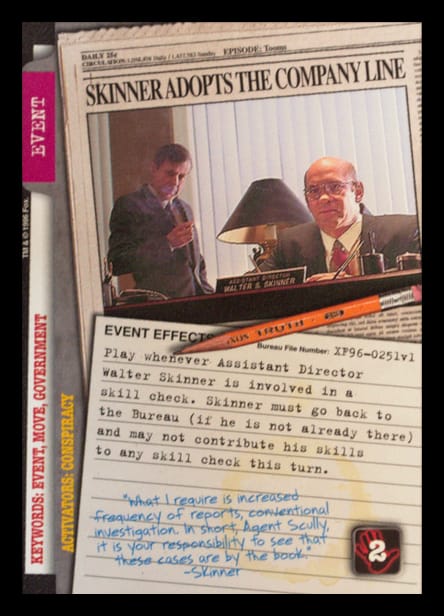 DAILY 25¢
EPISODE: Tooms
SKINNER ADOPTS THE COMPANY LINE
ASSISTANT DIRECTOR
WALTER S. SKINNER
TRUTH
EVENT EFFECTS
Bureau File Number: XF96-0251v1
Play whenever Assistant Director
Walter Skinner is involved in a
skill check. Skinner must go back to
the Bureau (if he is not already there)
and may not contribute his skills
to any skill check this turn.
"What I require is increased
frequency of reports, conventional
investigation. In short, Agent Scully,
it is your responsibility to see that
these cases are by the book."
-Skinner
2
EVENT
TM & © 1996 Fox.
KEYWORDS: EVENT, MOVE, GOVERNMENT
ACTIVATORS: CONSPIRACY